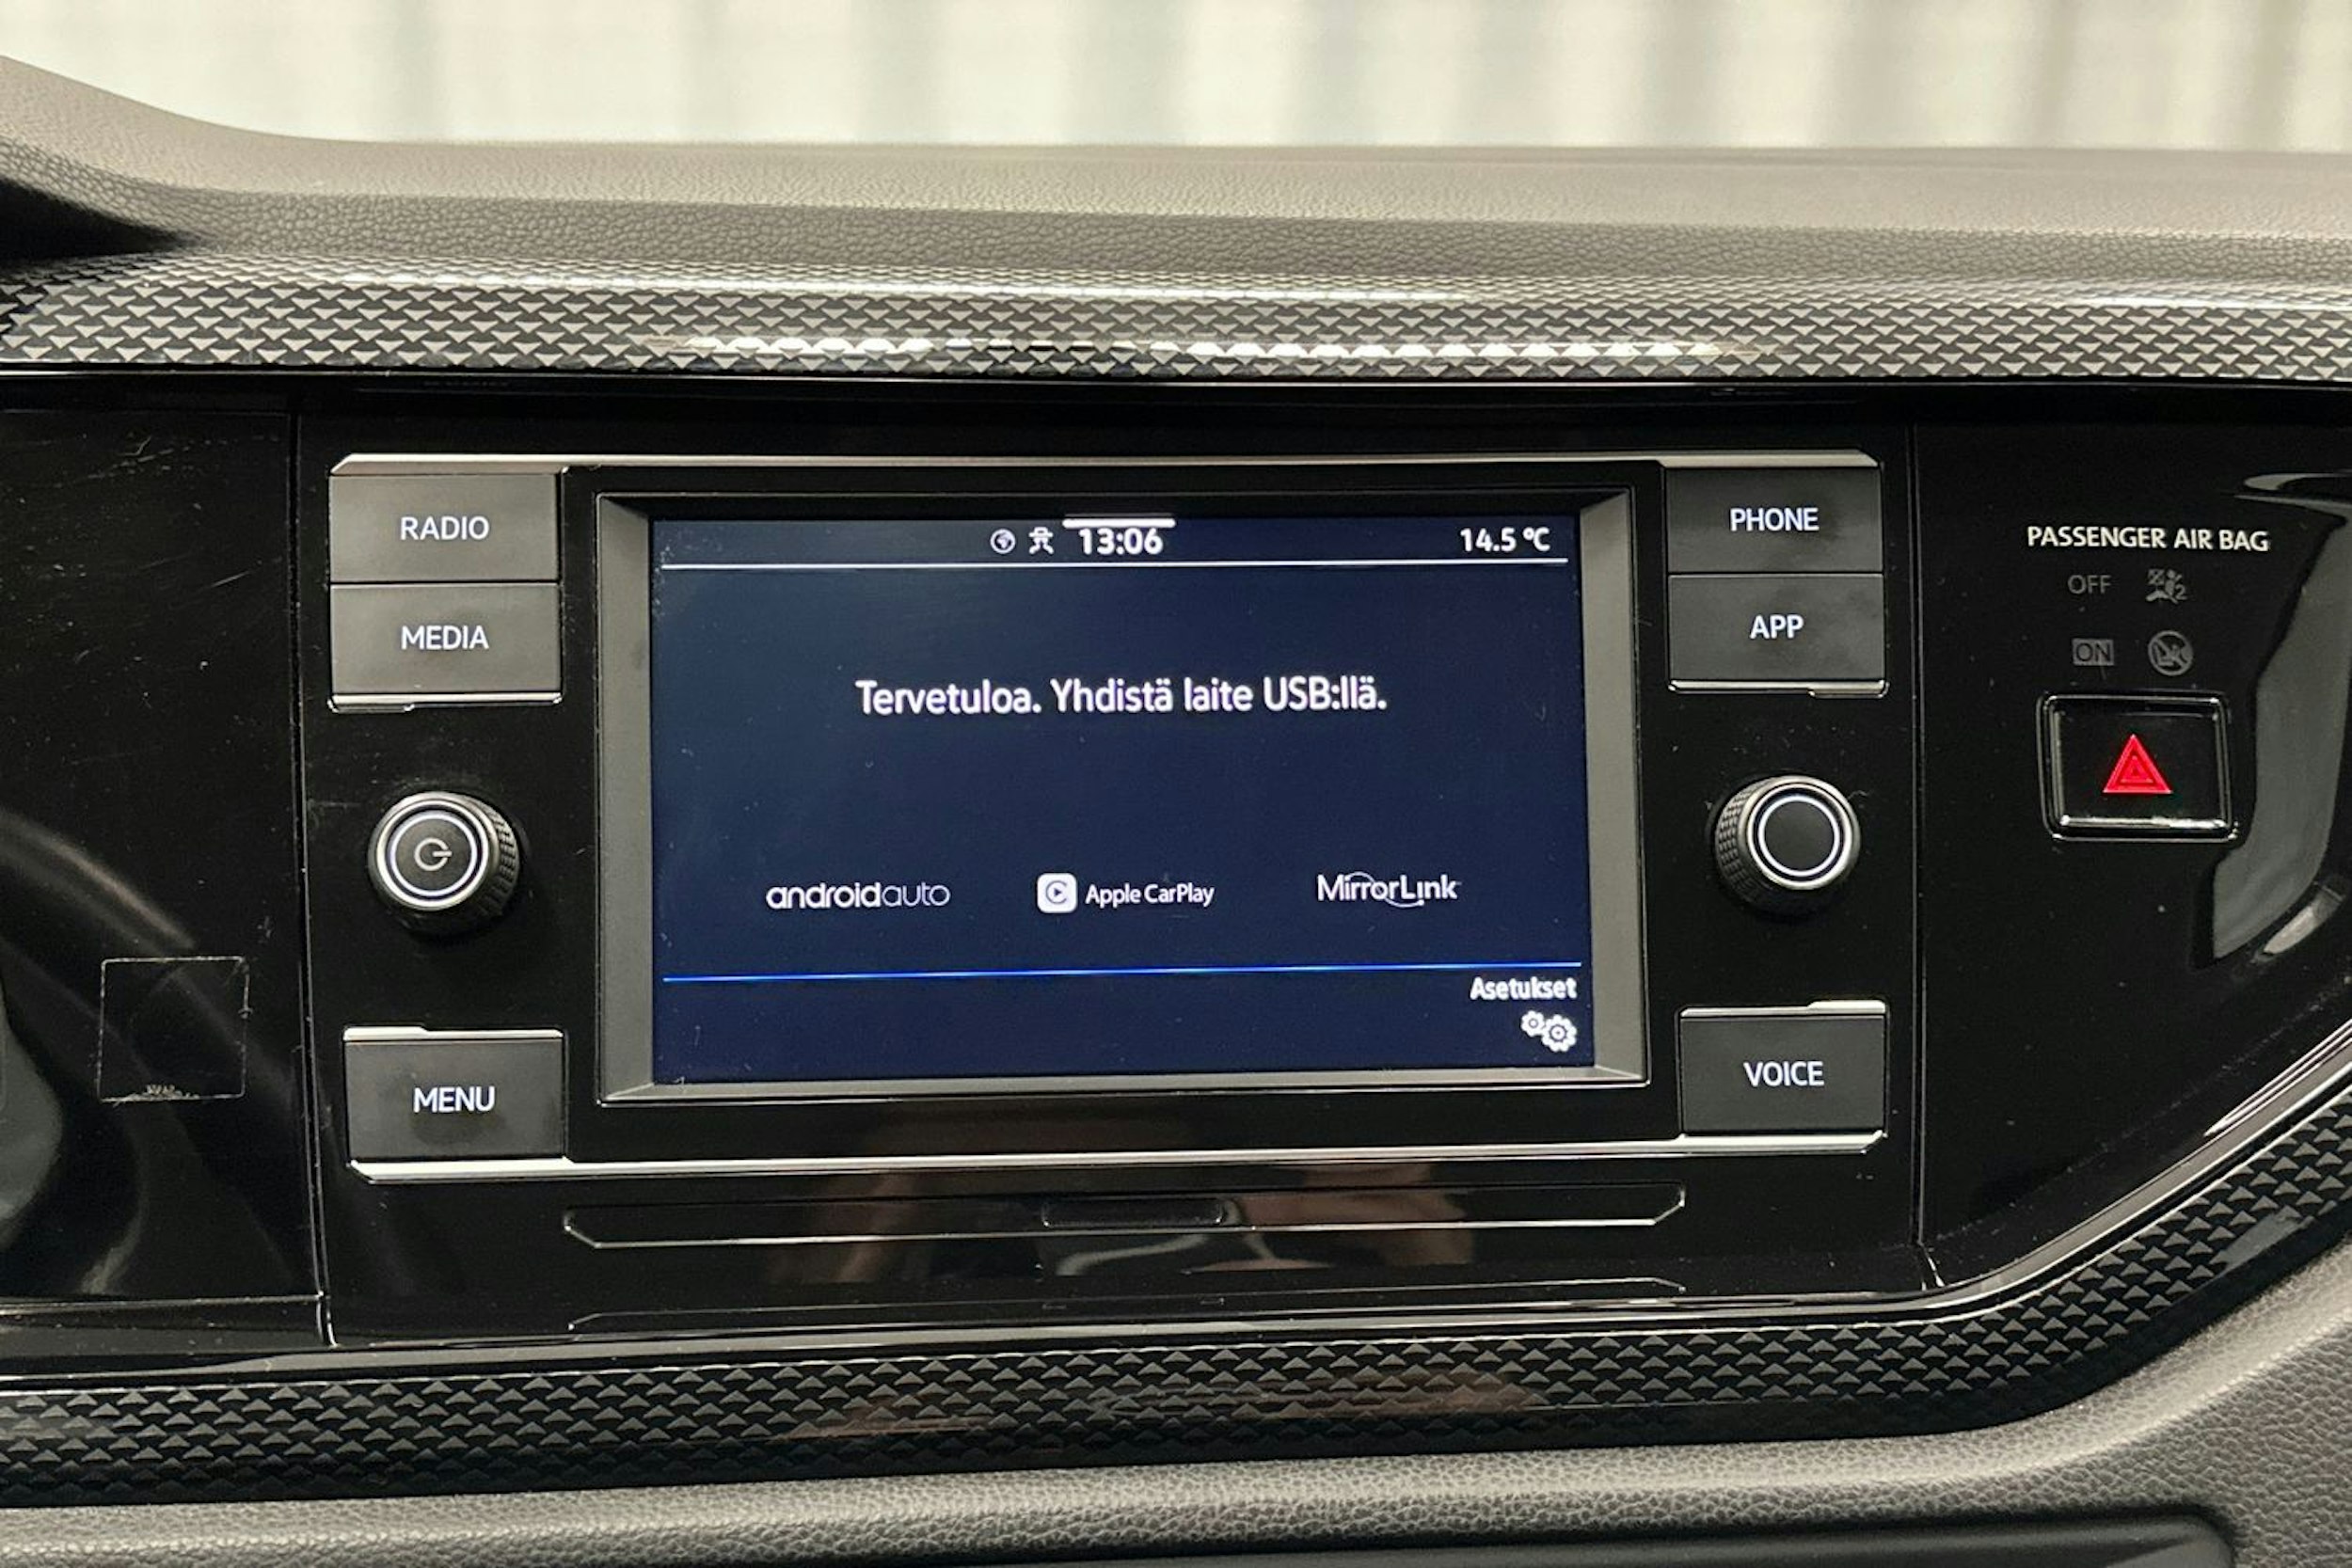 RADIO
MEDIA
MENU
13:06
14.5 °C
Tervetuloa. Yhdistä laite USB:llä.
androidauto
Apple CarPlay
MirrorLink
Asetukset
PHONE
APP
VOICE
PASSENGER AIR BAG
OFF
ON